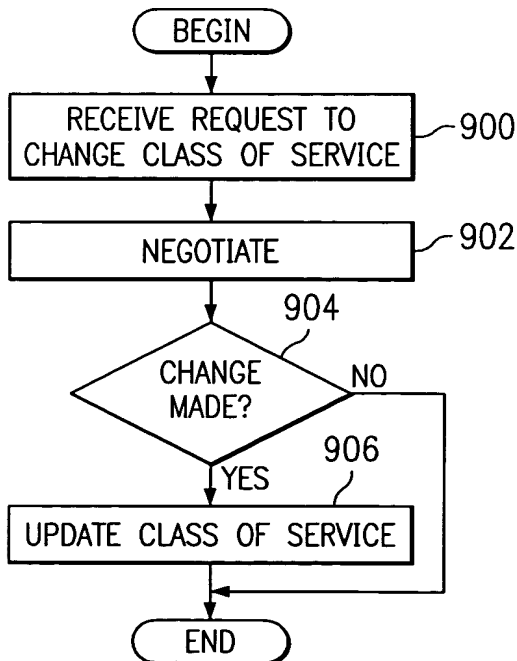 BEGIN
RECEIVE REQUEST TO
CHANGE CLASS OF SERVICE
900
NEGOTIATE
902
904
CHANGE
MADE?
NO
YES
906
UPDATE CLASS OF SERVICE
END